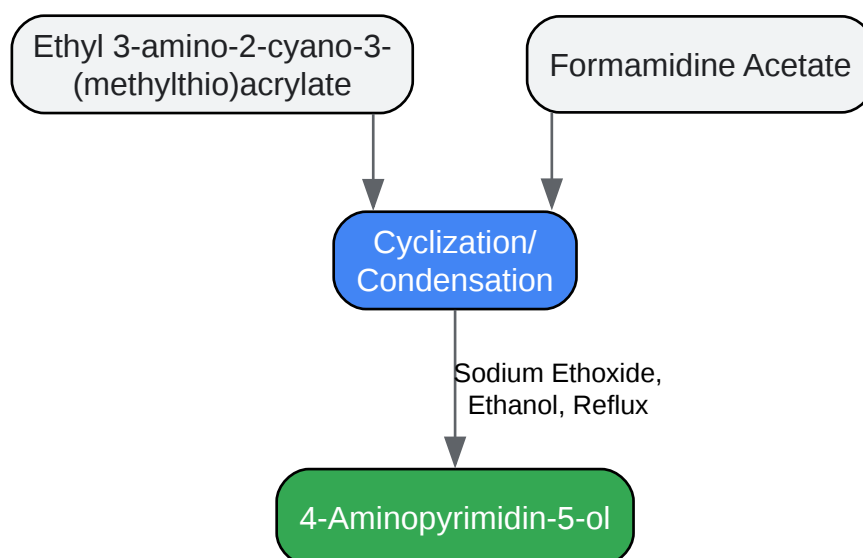 Ethyl 3-amino-2-cyano-3-
(methylthio)acrylate
Formamidine Acetate
Cyclization/
Condensation
Sodium Ethoxide,
Ethanol, Reflux
4-Aminopyrimidin-5-ol